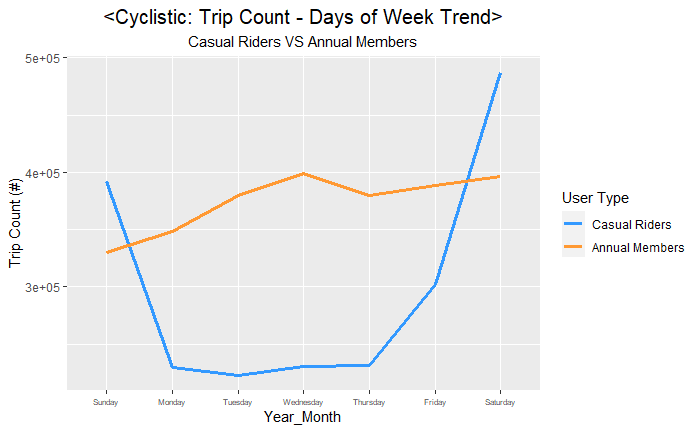 <Cyclistic: Trip Count - Days of Week Trend>
Casual Riders VS Annual Members
5e+05
4e+05
3e+05
Trip Count (#)
Sunday Monday Tuesday Wednesday Thursday Friday Saturday
Year_Month
User Type
Casual Riders
Annual Members